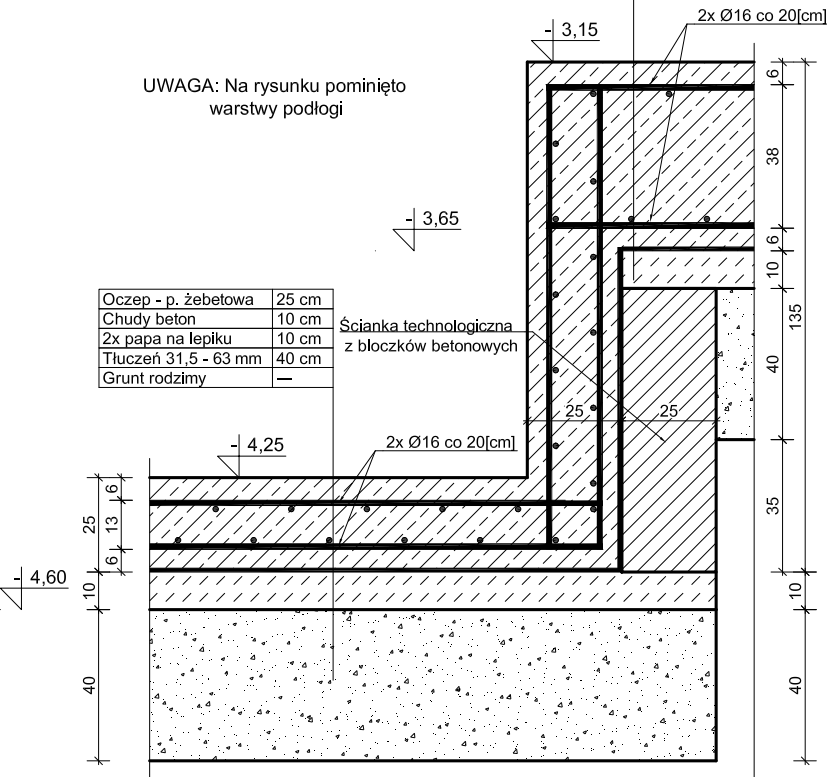 - 3,15
2x Ø16 co 20[cm]
UWAGA: Na rysunku pominięto
warstwy podłogi
- 3,65
6
38
6
10
135
40
35
10
40
Oczep - p. żebetowa 25 cm
Chudy beton 10 cm
2x papa na lepiku 10 cm
Tłuczeń 31,5 - 63 mm 40 cm
Grunt rodzimy —
Ścianka technologiczna
z bloczków betonowych
25 25
- 4,25
2x Ø16 co 20[cm]
6
13
6
25
10
40
- 4,60